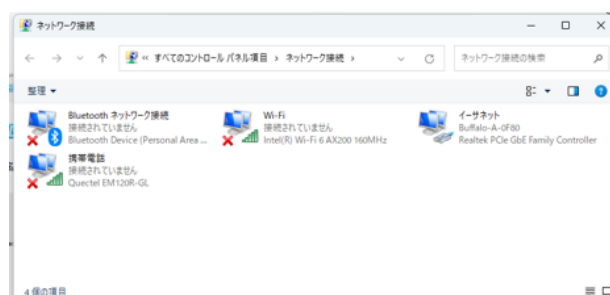 ネットワーク接続
« すべてのコントロール パネル項目 › ネットワーク接続 ›
ネットワーク接続の検索
整理
Bluetooth ネットワーク接続
接続されていません
Bluetooth Device (Personal Area ...
Wi-Fi
接続されていません
Intel(R) Wi-Fi 6 AX200 160MHz
イーサネット
Buffalo-A-0F80
Realtek PCIe GbE Family Controller
携帯電話
接続されていません
Quectel EM120R-GL
4 個の項目